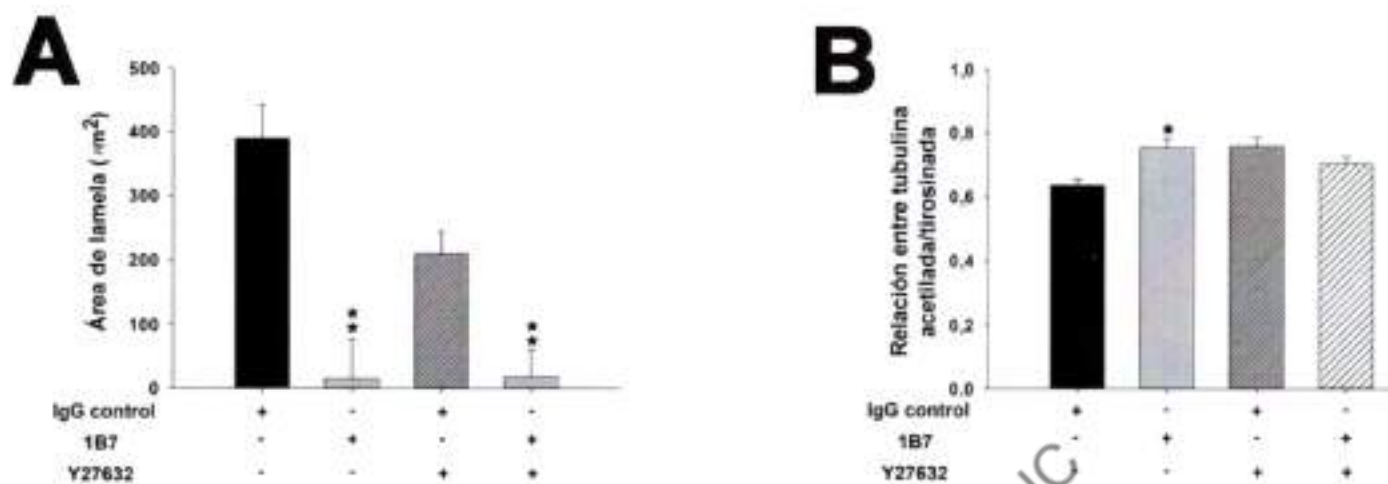 A
500
400
300
200
100
0
Área de lamela (μm²)
IgG control + - + -
1B7 - + - +
Y27632 - - + +
** **
B
1,0
0,8
0,6
0,4
0,2
0,0
Relación entre tubulina
acetilada/tirosinada
*
IgG control + - + -
1B7 - + - +
Y27632 - - + +